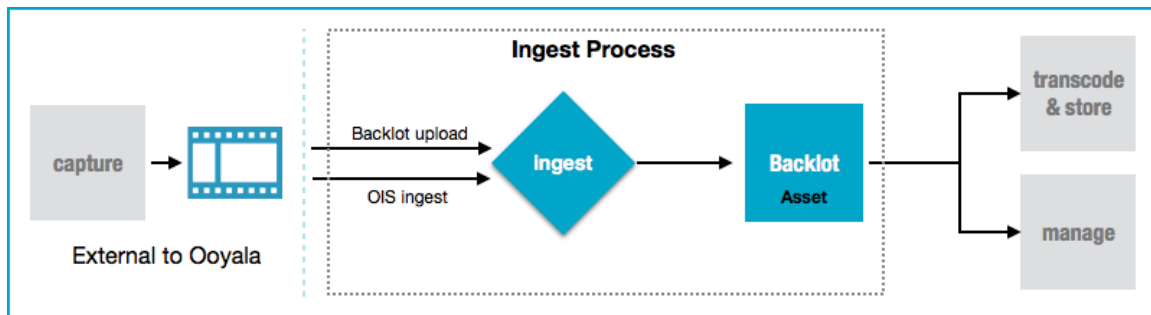 Ingest Process
capture
Backlot upload
OIS ingest
ingest
Backlot
Asset
transcode
& store
manage
External to Ooyala